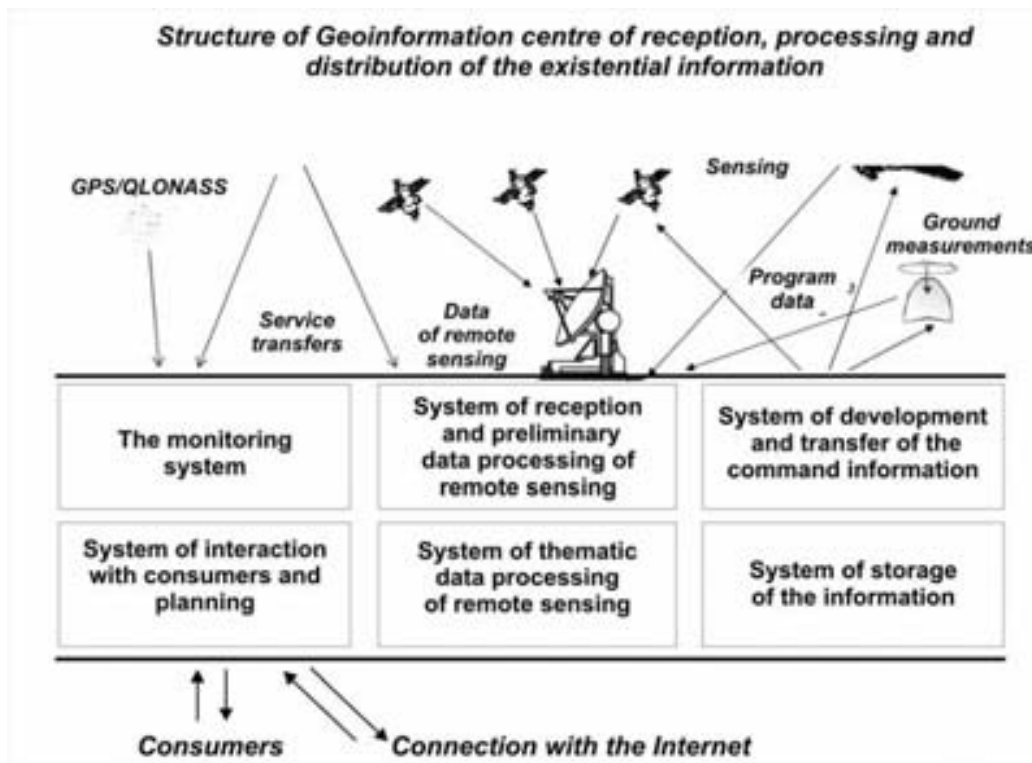 Structure of Geoinformation centre of reception, processing and
distribution of the existential information
GPS/QLONASS
Sensing
Ground
measurements
Program
data
Service
transfers
Data
of remote
sensing
The monitoring
system
System of reception
and preliminary
data processing of
remote sensing
System of development
and transfer of the
command information
System of interaction
with consumers and
planning
System of thematic
data processing
of remote sensing
System of storage
of the information
Consumers
Connection with the Internet